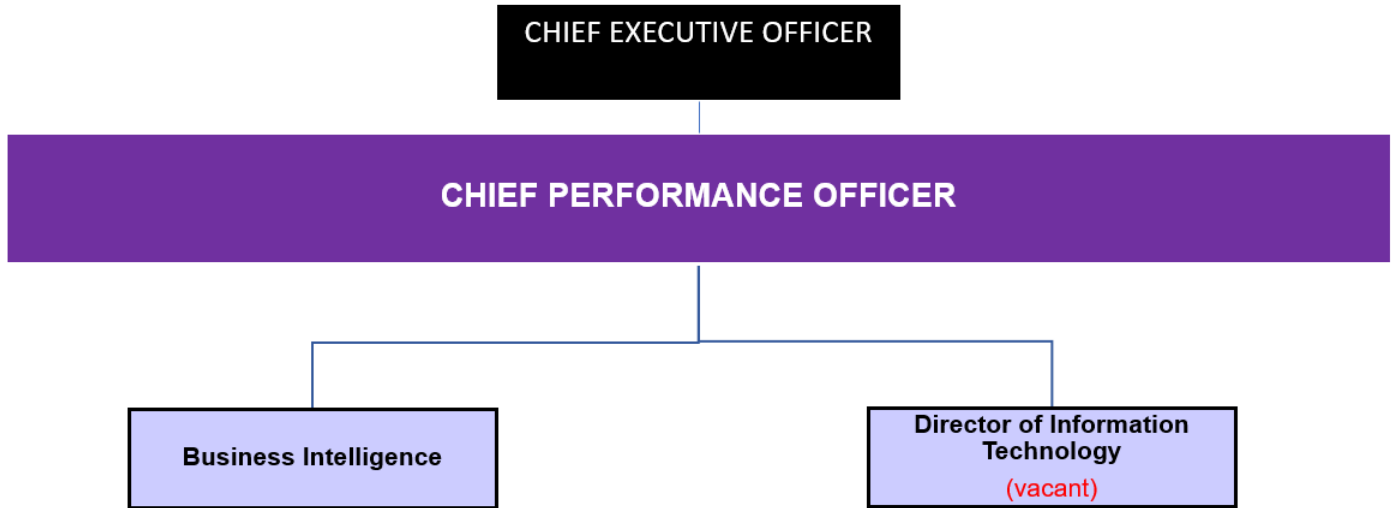 CHIEF EXECUTIVE OFFICER
CHIEF PERFORMANCE OFFICER
Business Intelligence
Director of Information
Technology
(vacant)